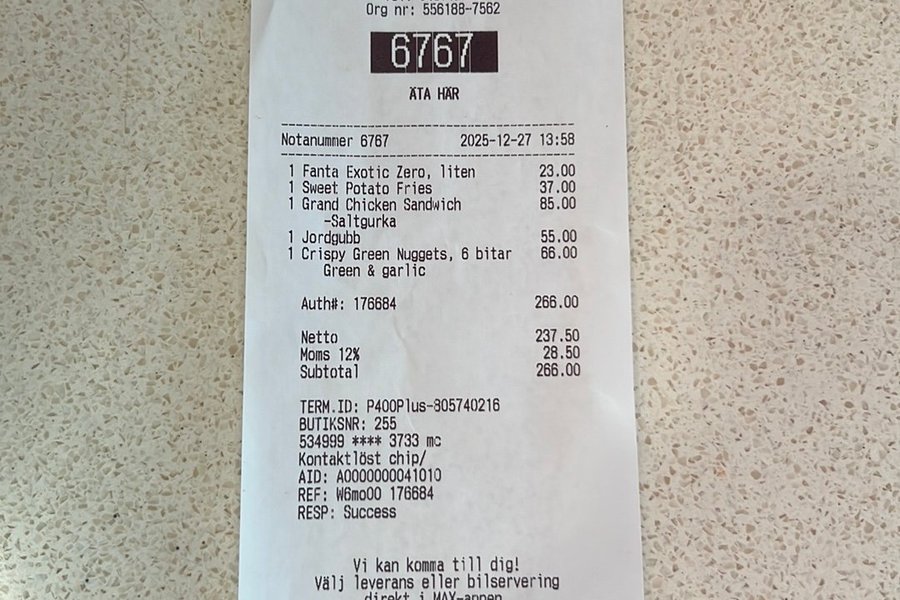 Org nr: 556188-7562
6767
ÄTA HÄR
Notanummer 6767 2025-12-27 13:58
1 Fanta Exotic Zero, liten 23.00
1 Sweet Potato Fries 37.00
1 Grand Chicken Sandwich 85.00
-Saltgurka
1 Jordgubb 55.00
1 Crispy Green Nuggets, 6 bitar 66.00
Green & garlic
Auth#: 176684 266.00
Netto 237.50
Moms 12% 28.50
Subtotal 266.00
TERM.ID: P400Plus-805740216
BUTIKSNR: 255
534999 **** 3733 mc
Kontaktlöst chip/
AID: A0000000041010
REF: W6mo00 176684
RESP: Success
Vi kan komma till dig!
Välj leverans eller bilservering
direkt i MAX-appen